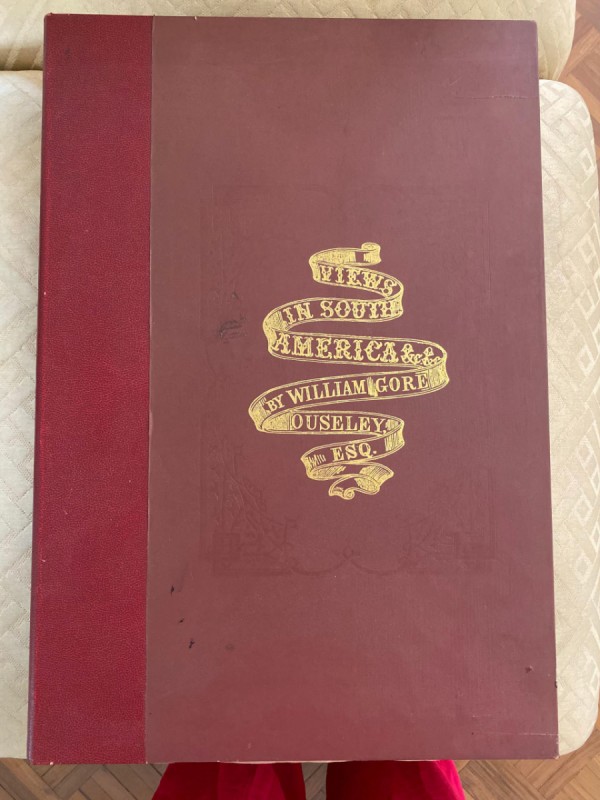 VIEWS
IN SOUTH
AMERICA &c &c &c
BY WILLIAM GORE
OUSELEY.
ESQ.